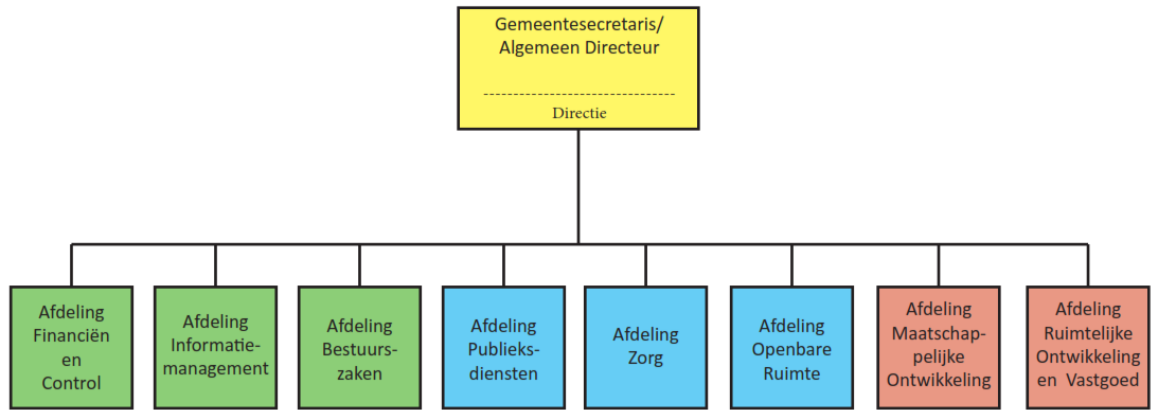 Gemeentesecretaris/
Algemeen Directeur
Directie
Afdeling
Financiën
en
Control
Afdeling
Informatie-
management
Afdeling
Bestuurs-
zaken
Afdeling
Publieks-
diensten
Afdeling
Zorg
Afdeling
Openbare
Ruimte
Afdeling
Maatschap-
pelijke
Ontwikkeling
Afdeling
Ruimtelijke
Ontwikkeling
en Vastgoed